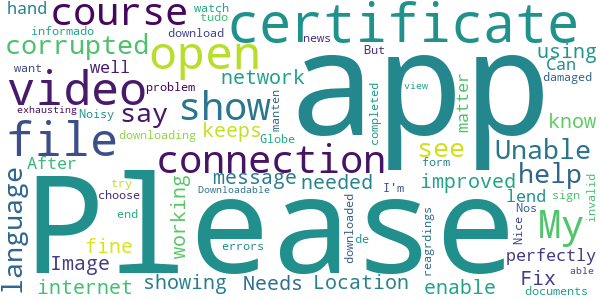 hand course certificate watch
tudo
informado download news
corrupted open app using
want But Can
video well problem damaged
exhausting Noisy manten network view completed matter
file show say keeps Globe know
downloading
After connection see Unable
language message needed improved help
try working Downloadable I'm form lend sign invalid
choose Please My
end downloaded Nos
fine de reagrdings Nice perfectly
Image errors able
internet showing Needs Location enable Fix
documents